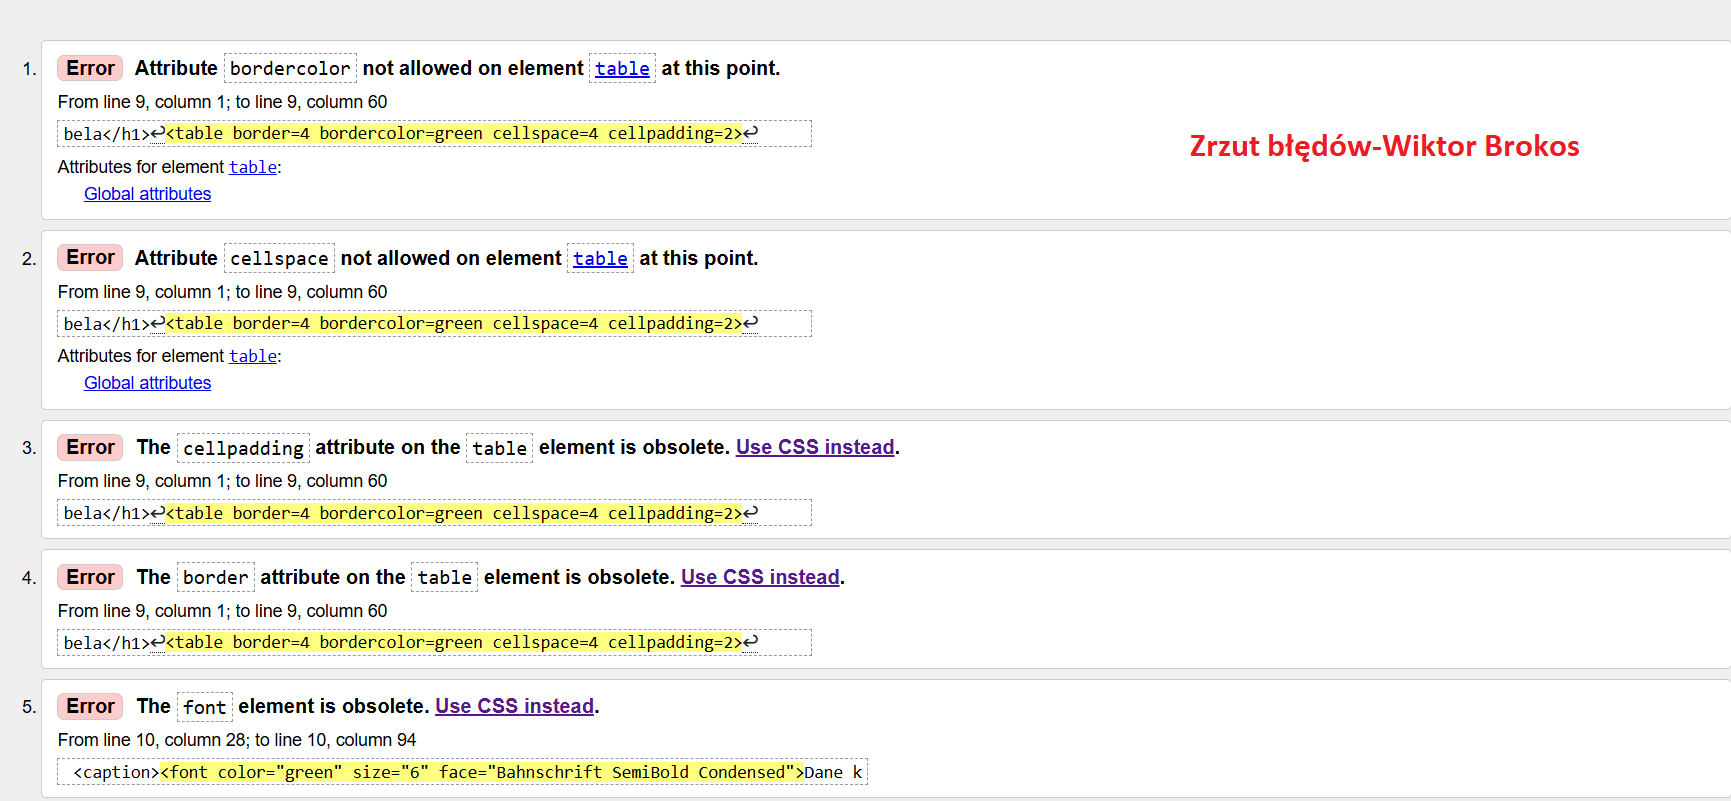 1. Error Attribute bordercolor not allowed on element table at this point.
From line 9, column 1; to line 9, column 60
bela</h1>↩<table border=4 bordercolor=green cellspace=4 cellpadding=2>↩
Zrzut błędów-Wiktor Brokos
Attributes for element table:
Global attributes
2. Error Attribute cellspace not allowed on element table at this point.
From line 9, column 1; to line 9, column 60
bela</h1>↩<table border=4 bordercolor=green cellspace=4 cellpadding=2>↩
Attributes for element table:
Global attributes
3. Error The cellpadding attribute on the table element is obsolete. Use CSS instead.
From line 9, column 1; to line 9, column 60
bela</h1>↩<table border=4 bordercolor=green cellspace=4 cellpadding=2>↩
4. Error The border attribute on the table element is obsolete. Use CSS instead.
From line 9, column 1; to line 9, column 60
bela</h1>↩<table border=4 bordercolor=green cellspace=4 cellpadding=2>↩
5. Error The font element is obsolete. Use CSS instead.
From line 10, column 28; to line 10, column 94
<caption><font color="green" size="6" face="Bahnschrift SemiBold Condensed">Dane k